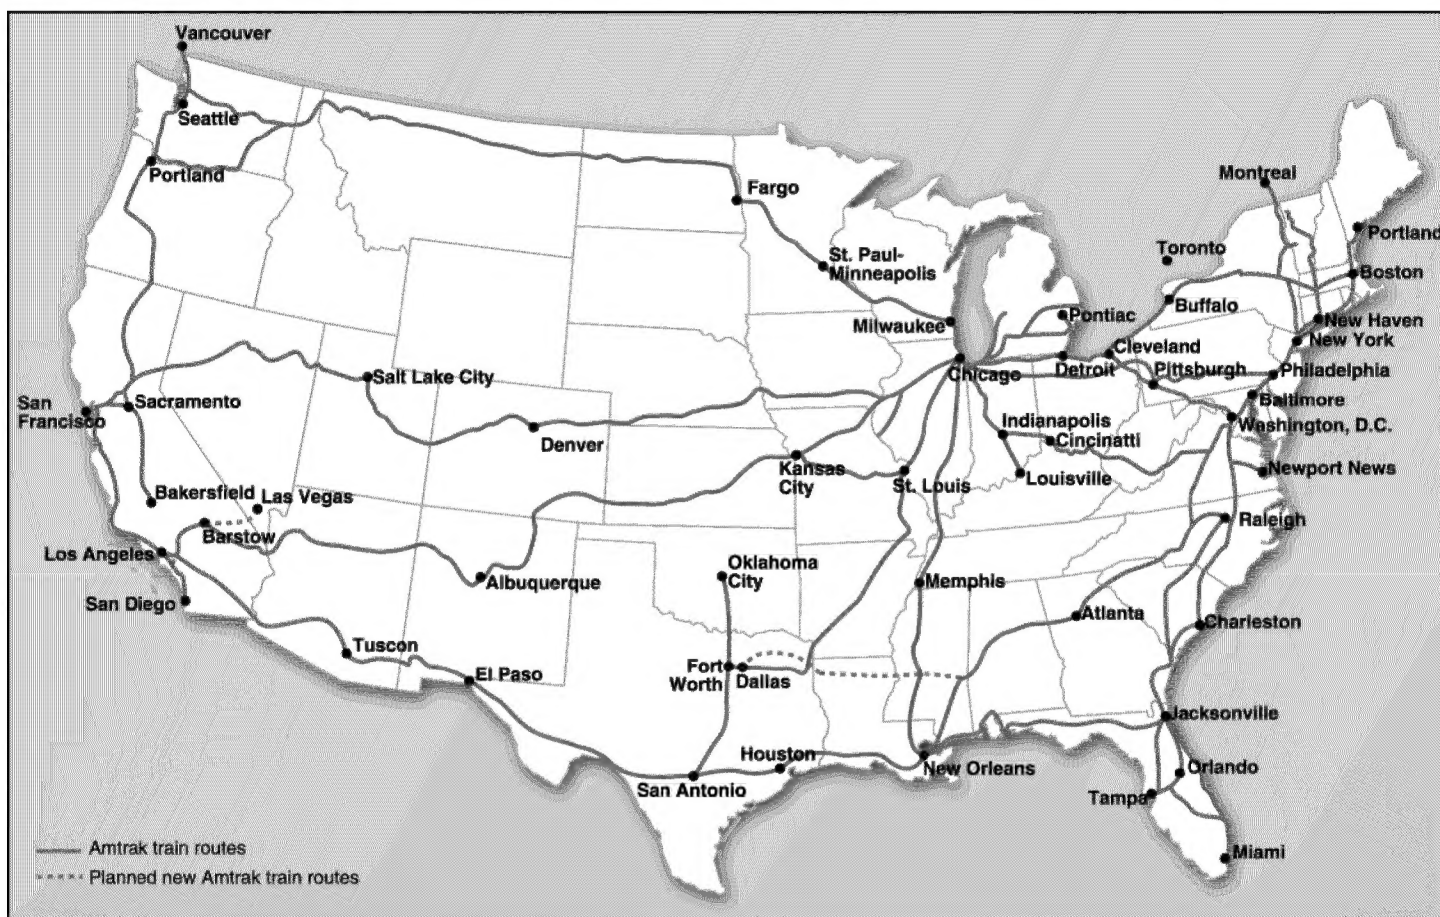 Vancouver
Seattle
Portland
Fargo
St. Paul-
Minneapolis
Milwaukee
Montreal
Portland
Toronto
Boston
Buffalo
Pontiac
New Haven
New York
Cleveland
Chicago
Detroit
Pittsburgh
Philadelphia
Baltimore
Washington, D.C.
Salt Lake City
San
Francisco
Sacramento
Denver
Indianapolis
Cincinatti
Kansas
City
St. Louis
Louisville
Newport News
Bakersfield
Las Vegas
Barstow
Raleigh
Los Angeles
Albuquerque
Oklahoma
City
Memphis
San Diego
Atlanta
Charleston
Tuscon
El Paso
Fort
Worth
Dallas
Jacksonville
Houston
New Orleans
San Antonio
Orlando
Tampa
Miami
Amtrak train routes
Planned new Amtrak train routes